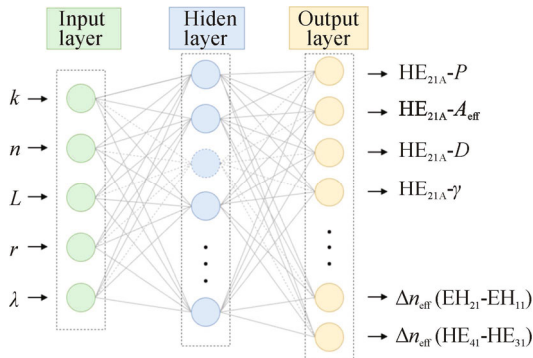 Input
layer
Hiden
layer
Output
layer
k
n
L
r
λ
HE21A-P
HE21A-Aeff
HE21A-D
HE21A-γ
Δneff (EH21-EH11)
Δneff (HE41-HE31)